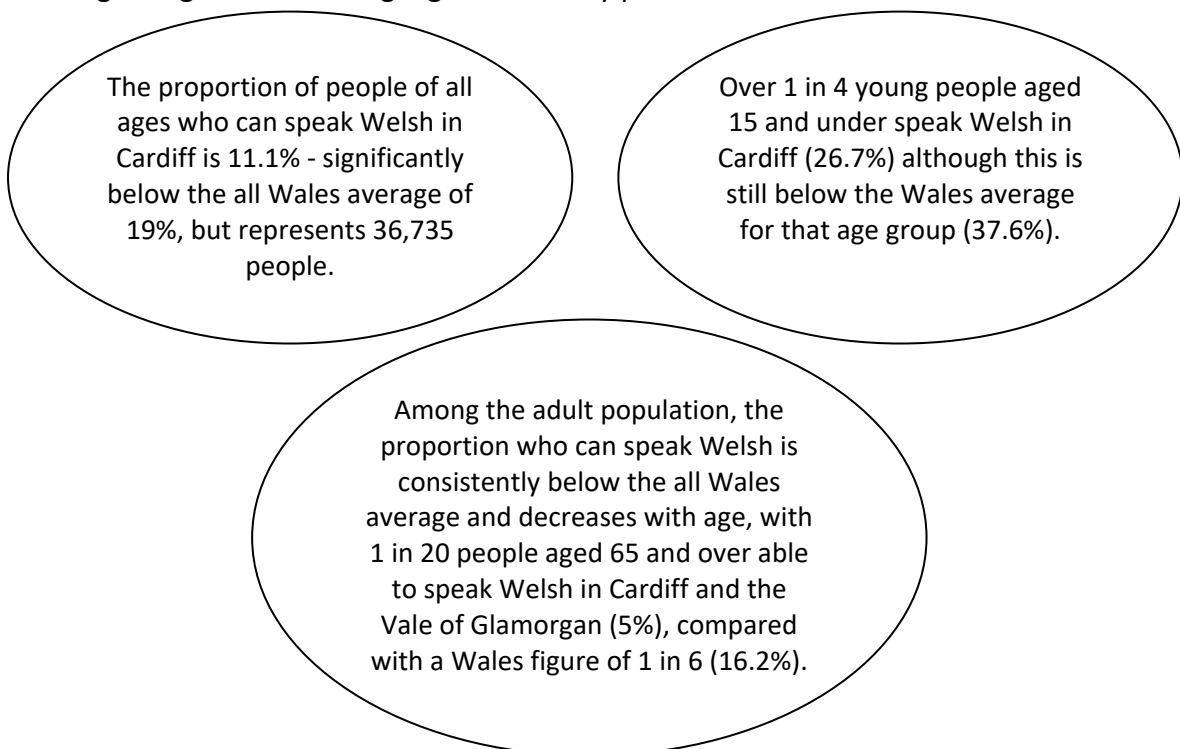 The proportion of people of all
ages who can speak Welsh in
Cardiff is 11.1% - significantly
below the all Wales average of
19%, but represents 36,735
people.
Over 1 in 4 young people aged
15 and under speak Welsh in
Cardiff (26.7%) although this is
still below the Wales average
for that age group (37.6%).
Among the adult population, the
proportion who can speak Welsh is
consistently below the all Wales
average and decreases with age, with
1 in 20 people aged 65 and over able
to speak Welsh in Cardiff and the
Vale of Glamorgan (5%), compared
with a Wales figure of 1 in 6 (16.2%).